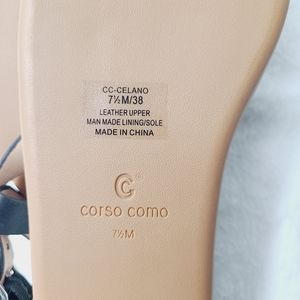 CC-CELANO
7½M/38
LEATHER UPPER
MAN MADE LINING/SOLE
MADE IN CHINA
C®
corso como
7½M